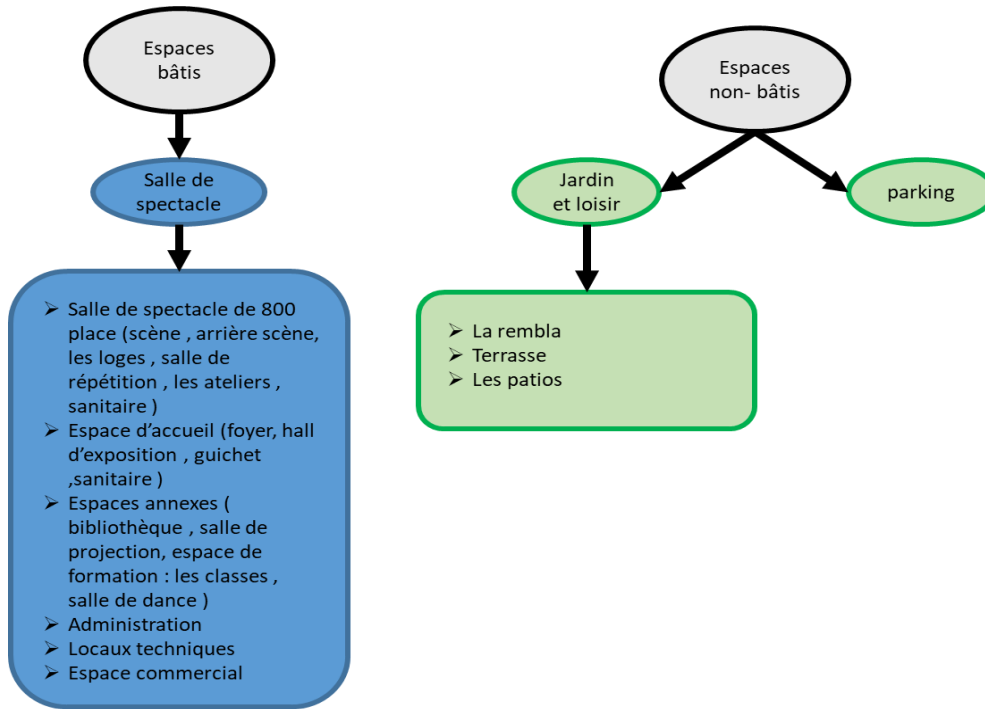 Espaces
bâtis
Salle de
spectacle
➢ Salle de spectacle de 800
place (scène , arrière scène,
les loges , salle de
répétition , les ateliers ,
sanitaire )
➢ Espace d’accueil (foyer, hall
d’exposition , guichet
,sanitaire )
➢ Espaces annexes (
bibliothèque , salle de
projection, espace de
formation : les classes ,
salle de dance )
➢ Administration
➢ Locaux techniques
➢ Espace commercial
Espaces
non- bâtis
Jardin
et loisir
parking
➢ La rembla
➢ Terrasse
➢ Les patios